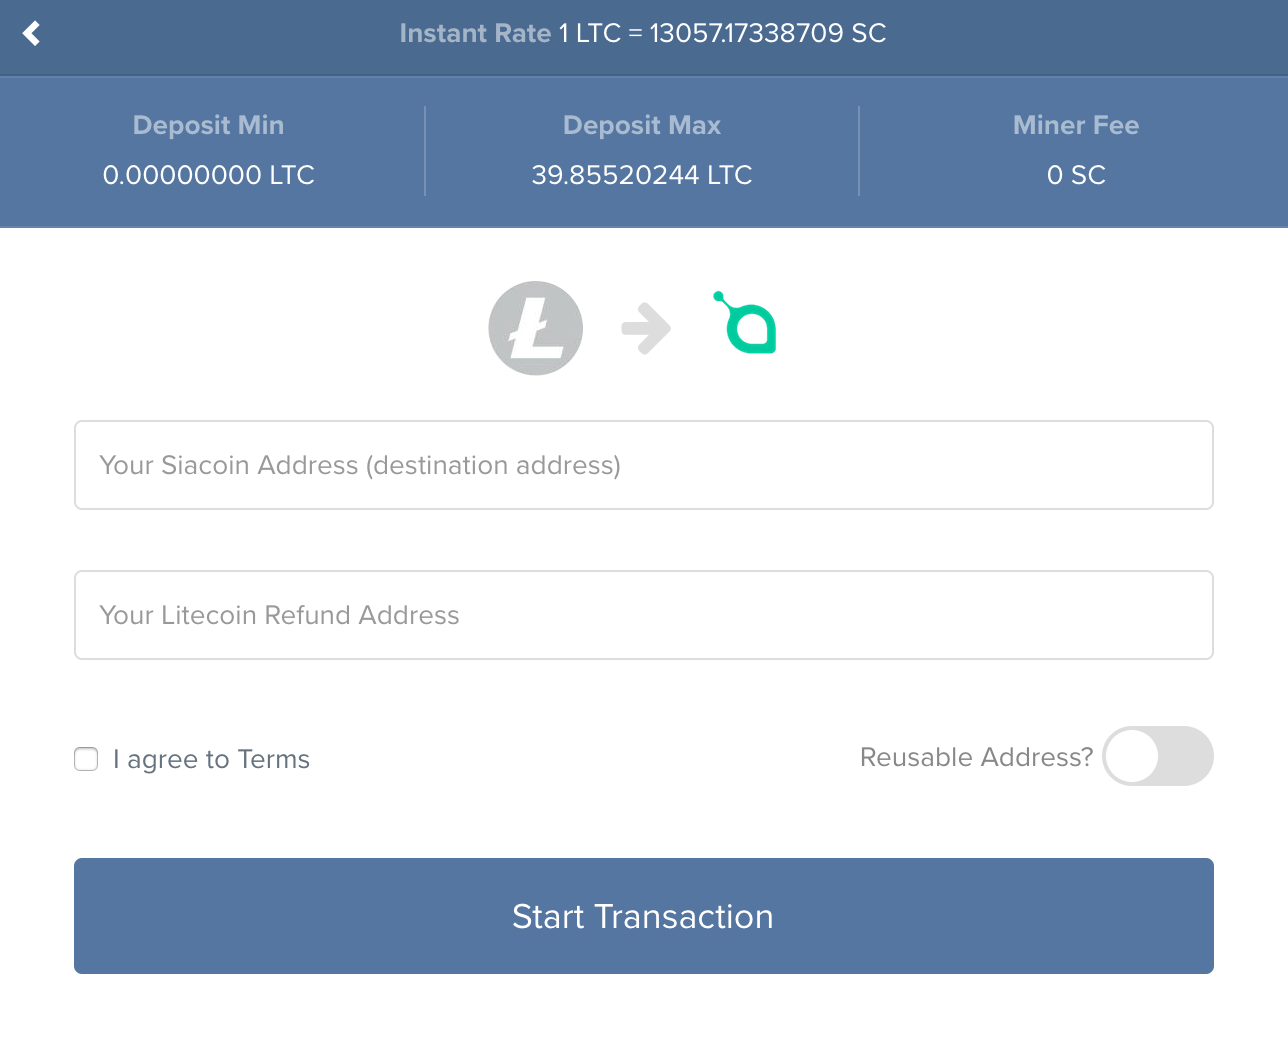 Instant Rate 1 LTC = 13057.17338709 SC
Deposit Min
0.00000000 LTC
Deposit Max
39.85520244 LTC
Miner Fee
0 SC
Your Siacoin Address (destination address)
Your Litecoin Refund Address
I agree to Terms
Reusable Address?
Start Transaction